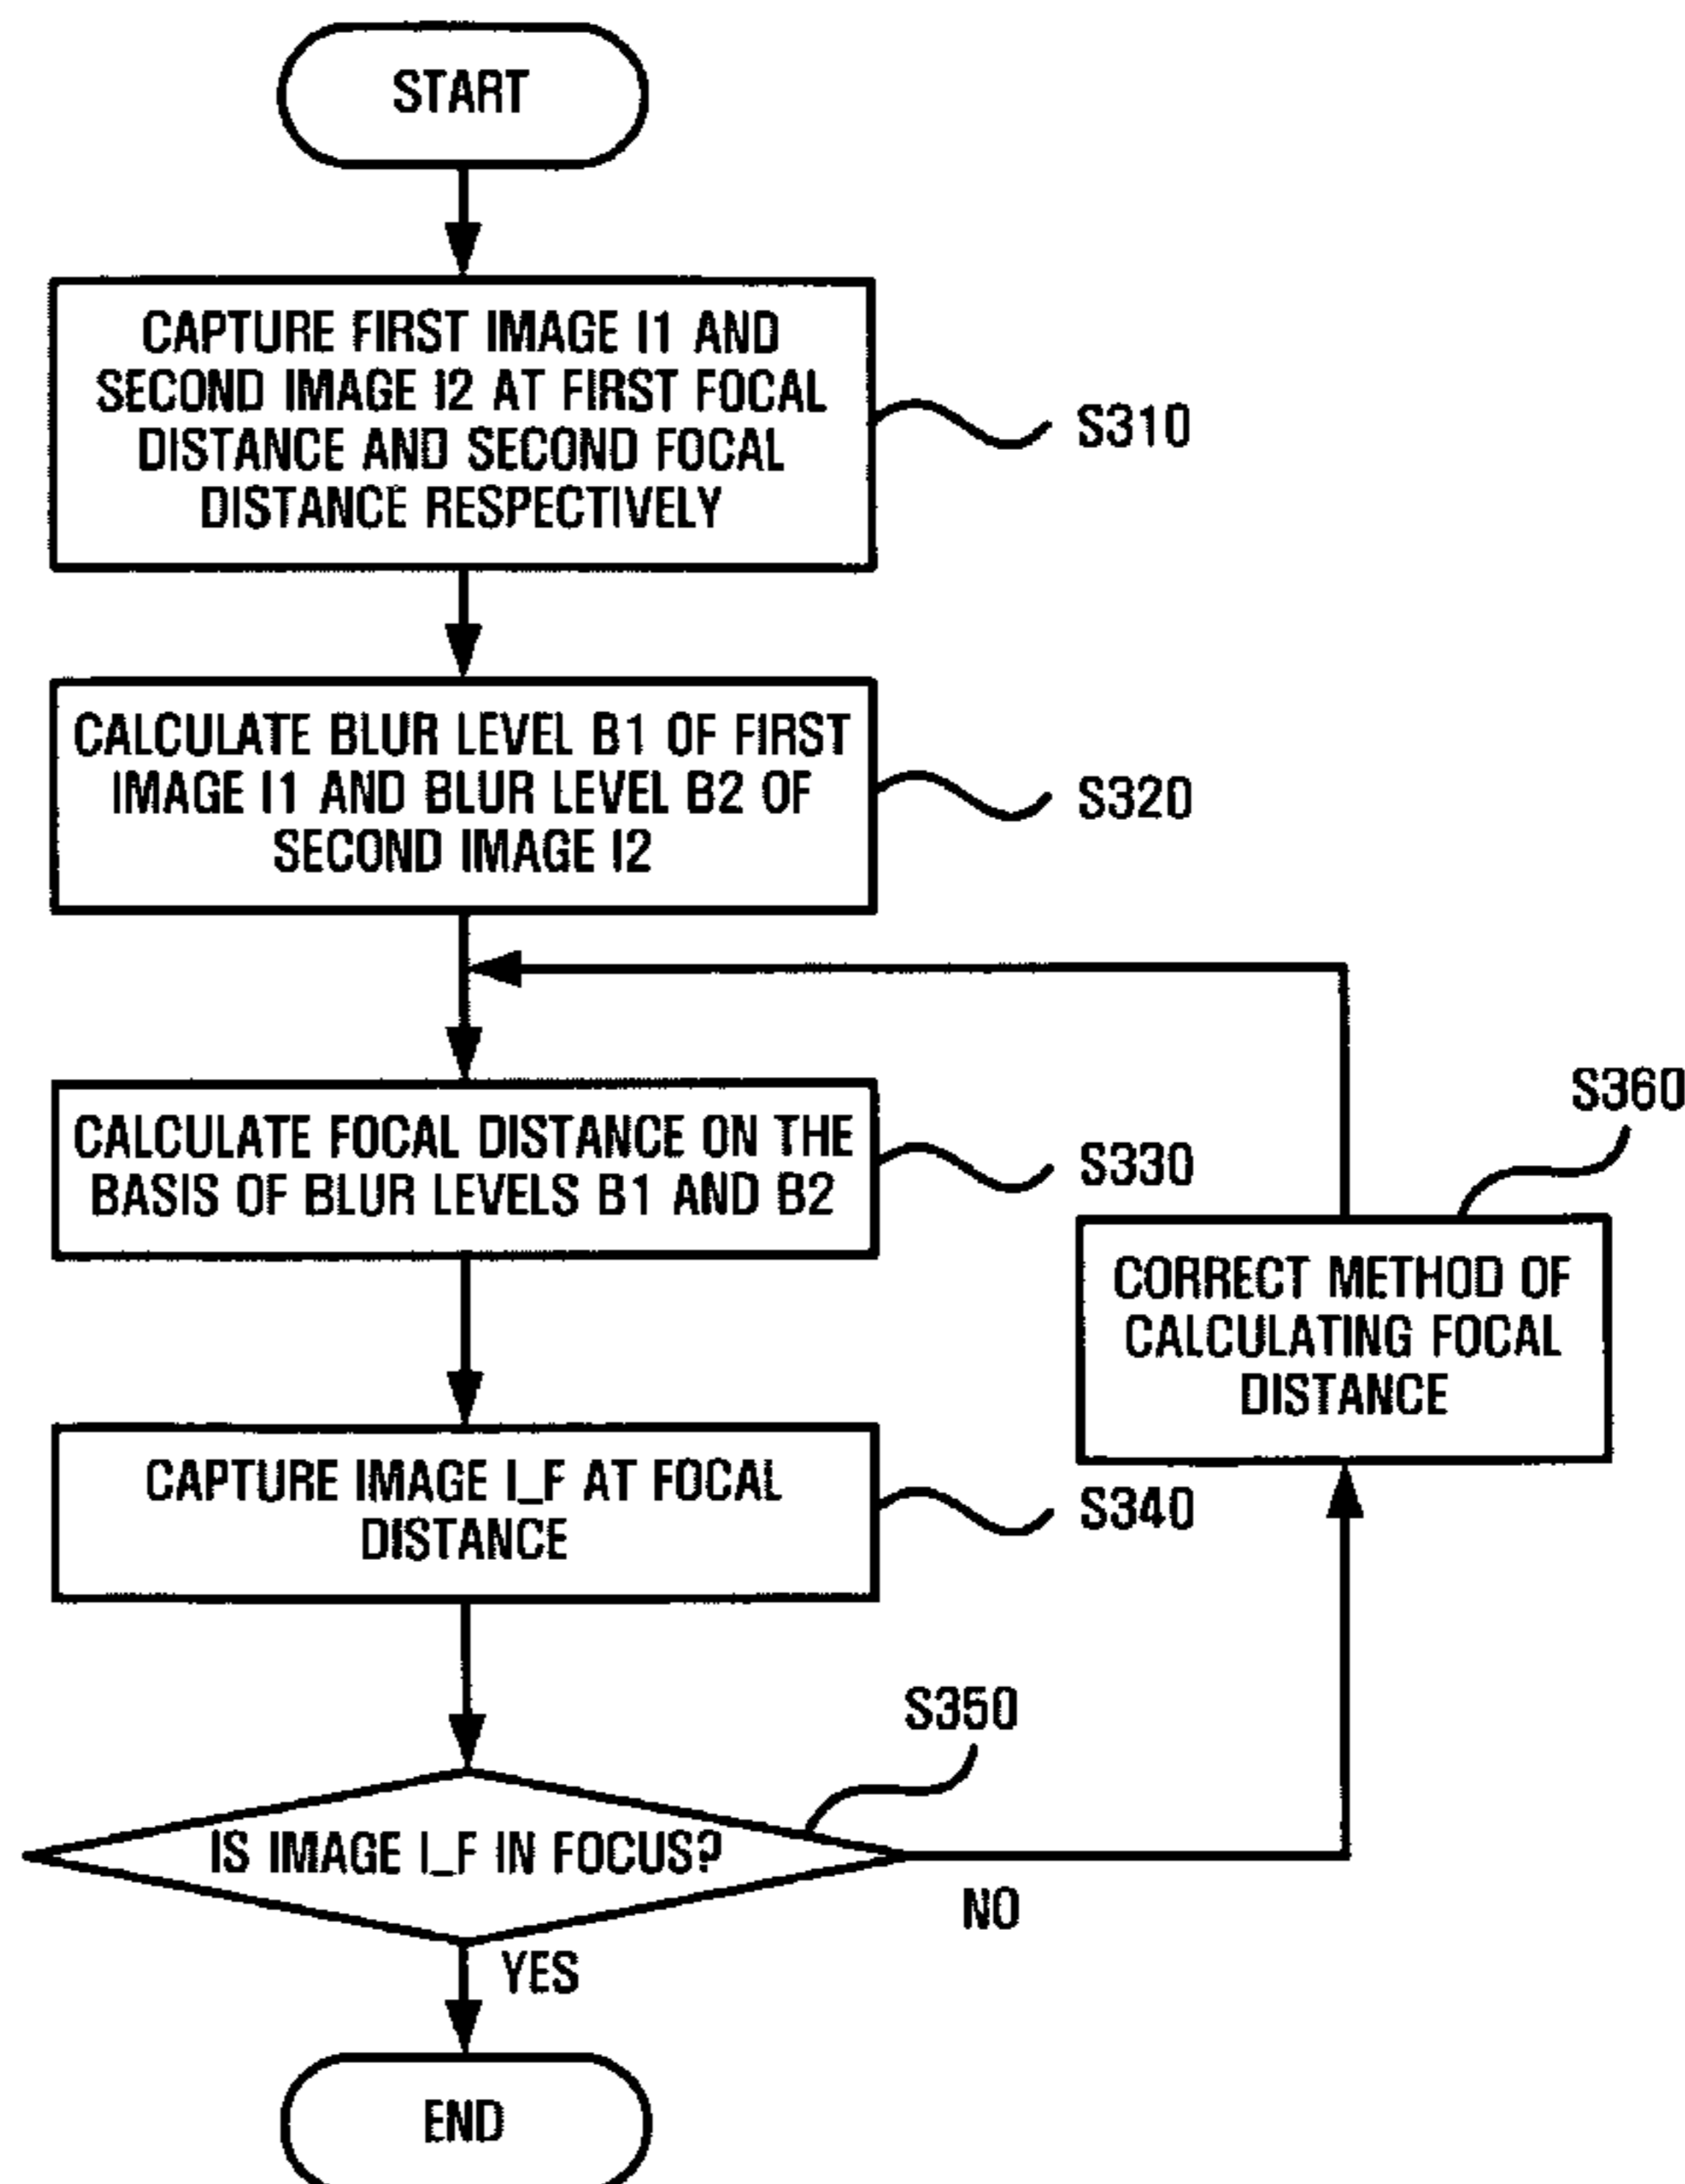 START
CAPTURE FIRST IMAGE I1 AND
SECOND IMAGE I2 AT FIRST FOCAL
DISTANCE AND SECOND FOCAL
DISTANCE RESPECTIVELY
S310
CALCULATE BLUR LEVEL B1 OF FIRST
IMAGE I1 AND BLUR LEVEL B2 OF
SECOND IMAGE I2
S320
CALCULATE FOCAL DISTANCE ON THE
BASIS OF BLUR LEVELS B1 AND B2
S330
S360
CORRECT METHOD OF
CALCULATING FOCAL
DISTANCE
CAPTURE IMAGE I_F AT FOCAL
DISTANCE
S340
S350
IS IMAGE I_F IN FOCUS?
NO
YES
END